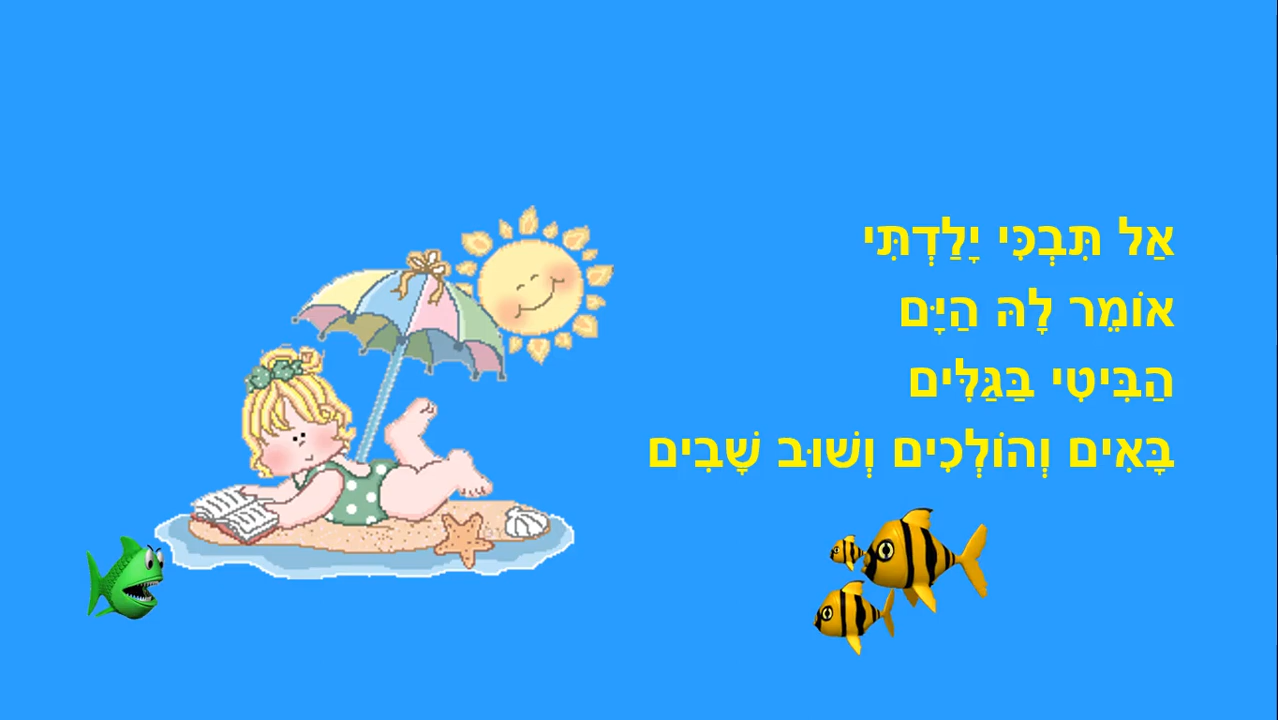 אַל תִּבְכִּי יָלַדְתִּי
אוֹמֵר לָהּ הַיָּם
הַבִּיטִי בַּגַּלִּים
בָּאִים וְהוֹלְכִים וְשׁוּב שָׁבִים